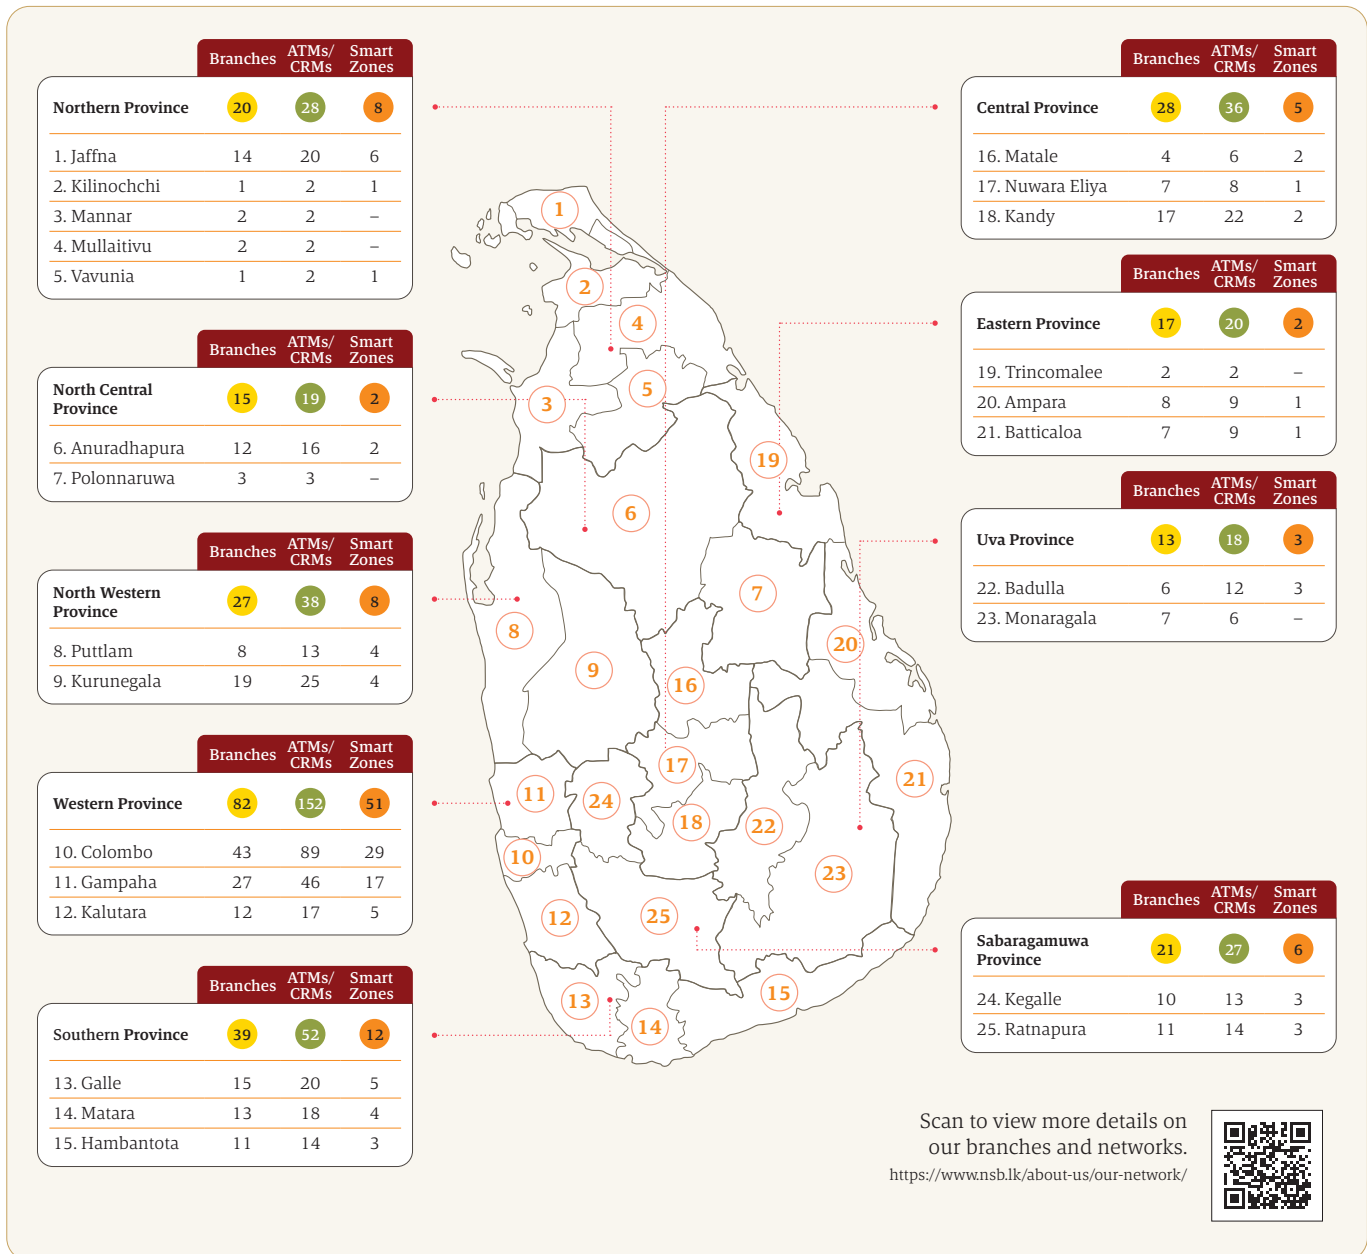 Branches ATMs/ CRMs Smart Zones
Northern Province 20 28 8
1. Jaffna 14 20 6
2. Kilinochchi 1 2 1
3. Mannar 2 2 –
4. Mullaitivu 2 2 –
5. Vavunia 1 2 1
Branches ATMs/ CRMs Smart Zones
North Central Province 15 19 2
6. Anuradhapura 12 16 2
7. Polonnaruwa 3 3 –
Branches ATMs/ CRMs Smart Zones
North Western Province 27 38 8
8. Puttlam 8 13 4
9. Kurunegala 19 25 4
Branches ATMs/ CRMs Smart Zones
Western Province 82 152 51
10. Colombo 43 89 29
11. Gampaha 27 46 17
12. Kalutara 12 17 5
Branches ATMs/ CRMs Smart Zones
Southern Province 39 52 12
13. Galle 15 20 5
14. Matara 13 18 4
15. Hambantota 11 14 3
1
2
4
5
3
19
6
7
8
20
9
16
17
21
11
24
18
22
10
23
12
25
15
13
14
Branches ATMs/ CRMs Smart Zones
Central Province 28 36 5
16. Matale 4 6 2
17. Nuwara Eliya 7 8 1
18. Kandy 17 22 2
Branches ATMs/ CRMs Smart Zones
Eastern Province 17 20 2
19. Trincomalee 2 2 –
20. Ampara 8 9 1
21. Batticaloa 7 9 1
Branches ATMs/ CRMs Smart Zones
Uva Province 13 18 3
22. Badulla 6 12 3
23. Monaragala 7 6 –
Branches ATMs/ CRMs Smart Zones
Sabaragamuwa Province 21 27 6
24. Kegalle 10 13 3
25. Ratnapura 11 14 3
Scan to view more details on
our branches and networks.
https://www.nsb.lk/about-us/our-network/